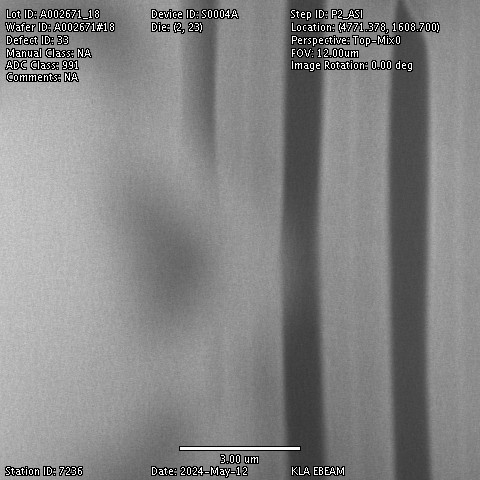 Lot ID: A002671_18
Wafer ID: A002671#18
Defect ID: 33
Manual Class: NA
ADC Class: 991
Comments: NA
Device ID: S0004A
Die: (2, 23)
Step ID: P2_ASI
Location: (4771.378, 1608.700)
Perspective: Top-Mix0
FOV: 12.00um
Image Rotation: 0.00 deg
3.00 um
Station ID: 7236
Date: 2024-May-12
KLA EBEAM